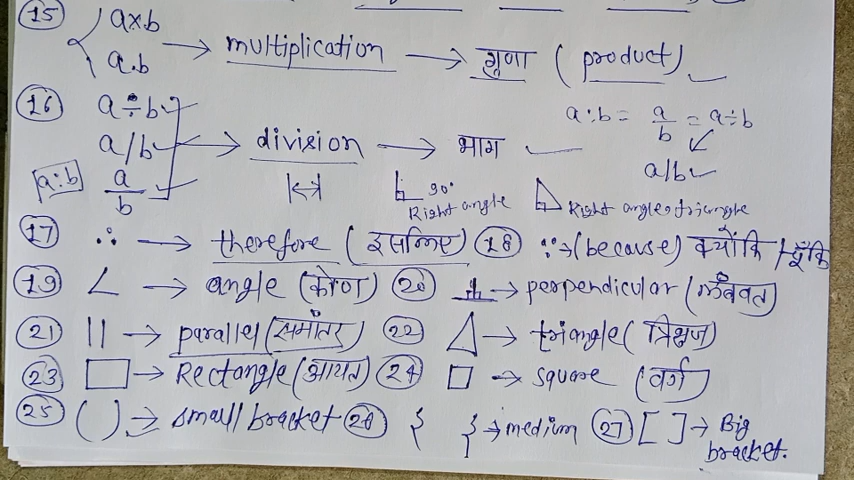 (15) a×b
a.b → multiplication → गुणा (product)
(16) a÷b
a/b → division → भाग
a/b
a:b
a:b = a/b = a÷b
a/b
90°
Right angle
Right angle triangle
(17) ∴ → therefore (इसलिए) (18) ∵→(because) क्योंकि/चूँकि
(19) ∠ → angle (कोण) (20) ⊥→perpendicular (लंबवत)
(21) || → parallel (समांतर) (22) △→ triangle (त्रिभुज)
(23) ▭→ Rectangle (आयत) (24) □ → square (वर्ग)
(25) ( ) → small bracket (26) { }→medium (27) [ ]→ Big
bracket.